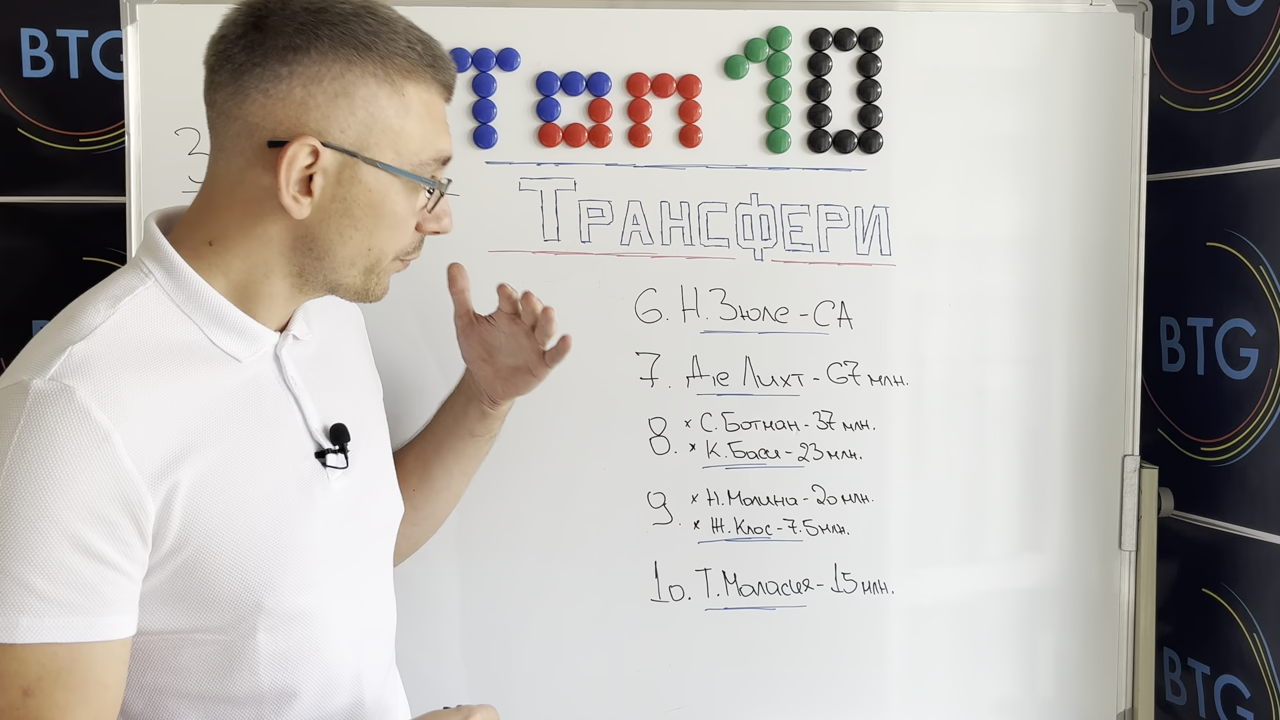 BTG
BTG
Топ 10
Трансфери
6. Н. Зюле - СА
7. Де Лихт - 67 млн.
8. × С. Ботман - 37 млн.
× К. Баси - 23 млн.
9. × Н. Молина - 20 млн.
× Ж. Клос - 7.5 млн.
10. Т. Маласия - 15 млн.
BTG
BTG